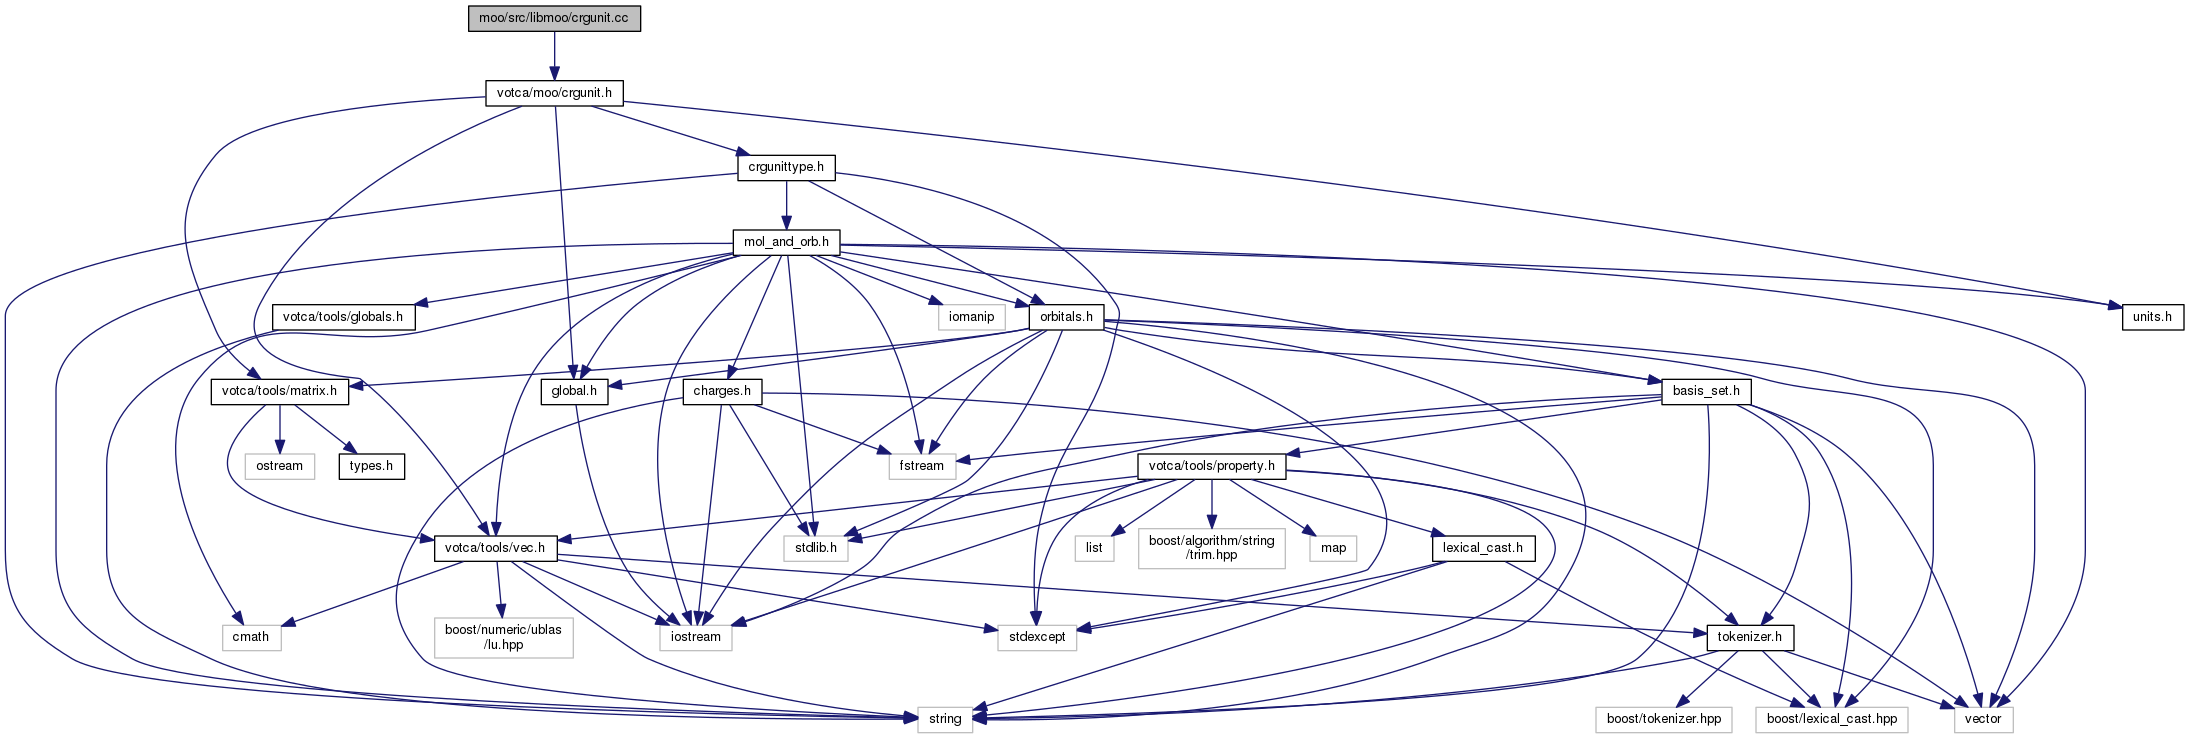 moo/src/libmoo/crgunit.cc
votca/moo/crgunit.h
crgunittype.h
mol_and_orb.h
votca/tools/globals.h
iomanip
orbitals.h
units.h
votca/tools/matrix.h
global.h
charges.h
basis_set.h
ostream
types.h
fstream
votca/tools/property.h
votca/tools/vec.h
stdlib.h
list
boost/algorithm/string
/trim.hpp
map
lexical_cast.h
cmath
boost/numeric/ublas
/lu.hpp
iostream
stdexcept
tokenizer.h
string
boost/tokenizer.hpp
boost/lexical_cast.hpp
vector